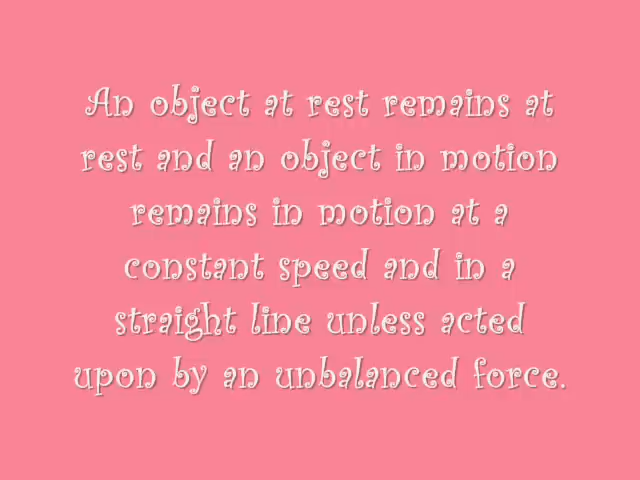 An object at rest remains at
rest and an object in motion
remains in motion at a
constant speed and in a
straight line unless acted
upon by an unbalanced force.